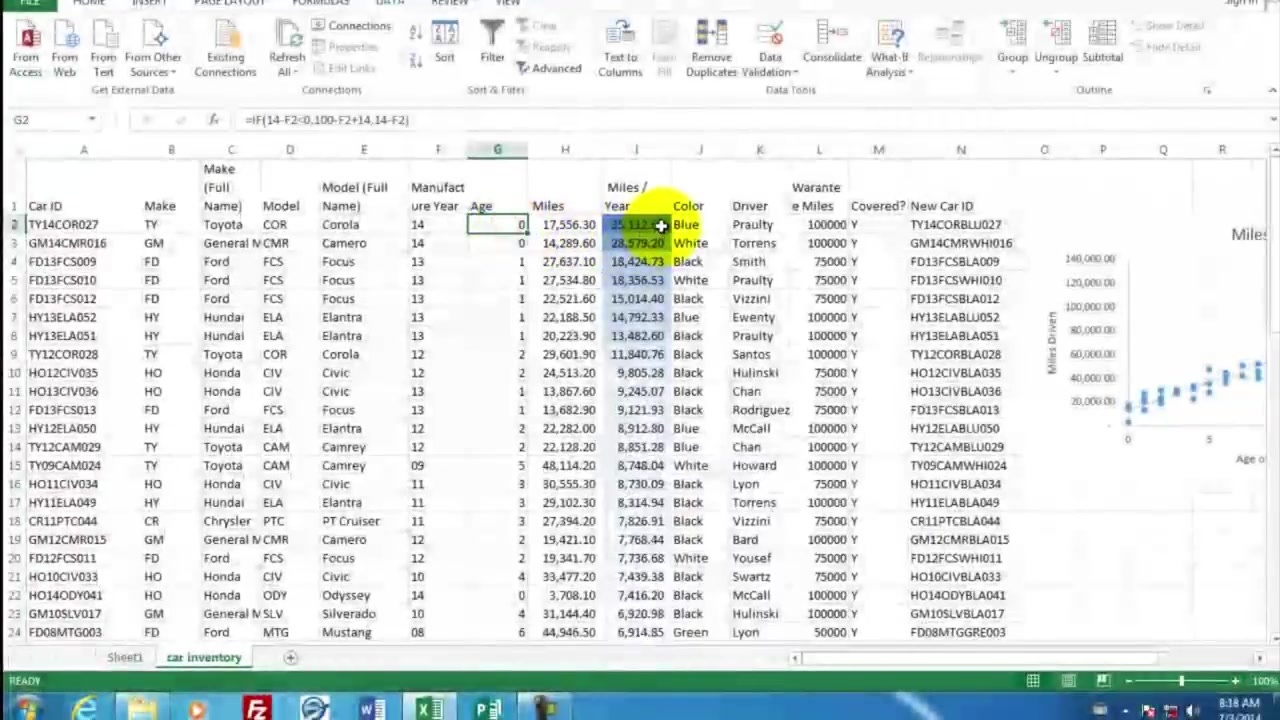 FILE HOME INSERT PAGE LAYOUT FORMULAS DATA REVIEW VIEW Sign in
Connections Clear Show Detail
Properties Reapply Hide Detail
Edit Links Advanced
From From From From Other Existing Refresh Sort Filter Text to Flash Remove Data Consolidate What-If Relationships Group Ungroup Subtotal
Access Web Text Sources Connections All Columns Fill Duplicates Validation Analysis
Get External Data Connections Sort & Filter Data Tools Outline
G2 fx =IF(14-F2<0,100-F2+14,14-F2)
A B C D E F G H I J K L M N O P Q R
1 Car ID Make Make (Full Name) Model Model (Full Name) Manufacture Year Age Miles Miles / Year Color Driver Warantee Miles Covered? New Car ID
2 TY14COR027 TY Toyota COR Corola 14 0 17,556.30 Blue Praulty 100000 Y TY14CORBLU027
3 GM14CMR016 GM General M CMR Camero 14 0 14,289.60 28,579.20 White Torrens 100000 Y GM14CMRWHI016
4 FD13FCS009 FD Ford FCS Focus 13 1 27,637.10 18,424.73 Black Smith 75000 Y FD13FCSBLA009
5 FD13FCS010 FD Ford FCS Focus 13 1 27,534.80 18,356.53 White Praulty 75000 Y FD13FCSWHI010
6 FD13FCS012 FD Ford FCS Focus 13 1 22,521.60 15,014.40 Black Vizzini 75000 Y FD13FCSBLA012
7 HY13ELA052 HY Hundai ELA Elantra 13 1 22,188.50 14,792.33 Blue Ewenty 100000 Y HY13ELABLU052
8 HY13ELA051 HY Hundai ELA Elantra 13 1 20,223.90 13,482.60 Black Praulty 100000 Y HY13ELABLA051
9 TY12COR028 TY Toyota COR Corola 12 2 29,601.90 11,840.76 Black Santos 100000 Y TY12CORBLA028
10 HO12CIV035 HO Honda CIV Civic 12 2 24,513.20 9,805.28 Black Hulinski 75000 Y HO12CIVBLA035
11 HO13CIV036 HO Honda CIV Civic 13 1 13,867.60 9,245.07 Black Chan 75000 Y HO13CIVBLA036
12 FD13FCS013 FD Ford FCS Focus 13 1 13,682.90 9,121.93 Black Rodriguez 75000 Y FD13FCSBLA013
13 HY12ELA050 HY Hundai ELA Elantra 12 2 22,282.00 8,912.80 Blue McCall 100000 Y HY12ELABLU050
14 TY12CAM029 TY Toyota CAM Camrey 12 2 22,128.20 8,851.28 Blue Chan 100000 Y TY12CAMBLU029
15 TY09CAM024 TY Toyota CAM Camrey 09 5 48,114.20 8,748.04 White Howard 100000 Y TY09CAMWHI024
16 HO11CIV034 HO Honda CIV Civic 11 3 30,555.30 8,730.09 Black Lyon 75000 Y HO11CIVBLA034
17 HY11ELA049 HY Hundai ELA Elantra 11 3 29,102.30 8,314.94 Black Torrens 100000 Y HY11ELABLA049
18 CR11PTC044 CR Chrysler PTC PT Cruiser 11 3 27,394.20 7,826.91 Black Vizzini 75000 Y CR11PTCBLA044
19 GM12CMR015 GM General M CMR Camero 12 2 19,421.10 7,768.44 Black Bard 100000 Y GM12CMRBLA015
20 FD12FCS011 FD Ford FCS Focus 12 2 19,341.70 7,736.68 White Yousef 75000 Y FD12FCSWHI011
21 HO10CIV033 HO Honda CIV Civic 10 4 33,477.20 7,439.38 Black Swartz 75000 Y HO10CIVBLA033
22 HO14ODY041 HO Honda ODY Odyssey 14 0 3,708.10 7,416.20 Black McCall 100000 Y HO14ODYBLA041
23 GM10SLV017 GM General M SLV Silverado 10 4 31,144.40 6,920.98 Black Hulinski 100000 Y GM10SLVBLA017
24 FD08MTG003 FD Ford MTG Mustang 08 6 44,946.50 6,914.85 Green Lyon 50000 Y FD08MTGGRE003
Miles
140,000.00
120,000.00
100,000.00
80,000.00
60,000.00
40,000.00
20,000.00
-
0 5
Miles Driven
Age o
Sheet1 car inventory
READY 100%
8:18 AM
7/3/2014